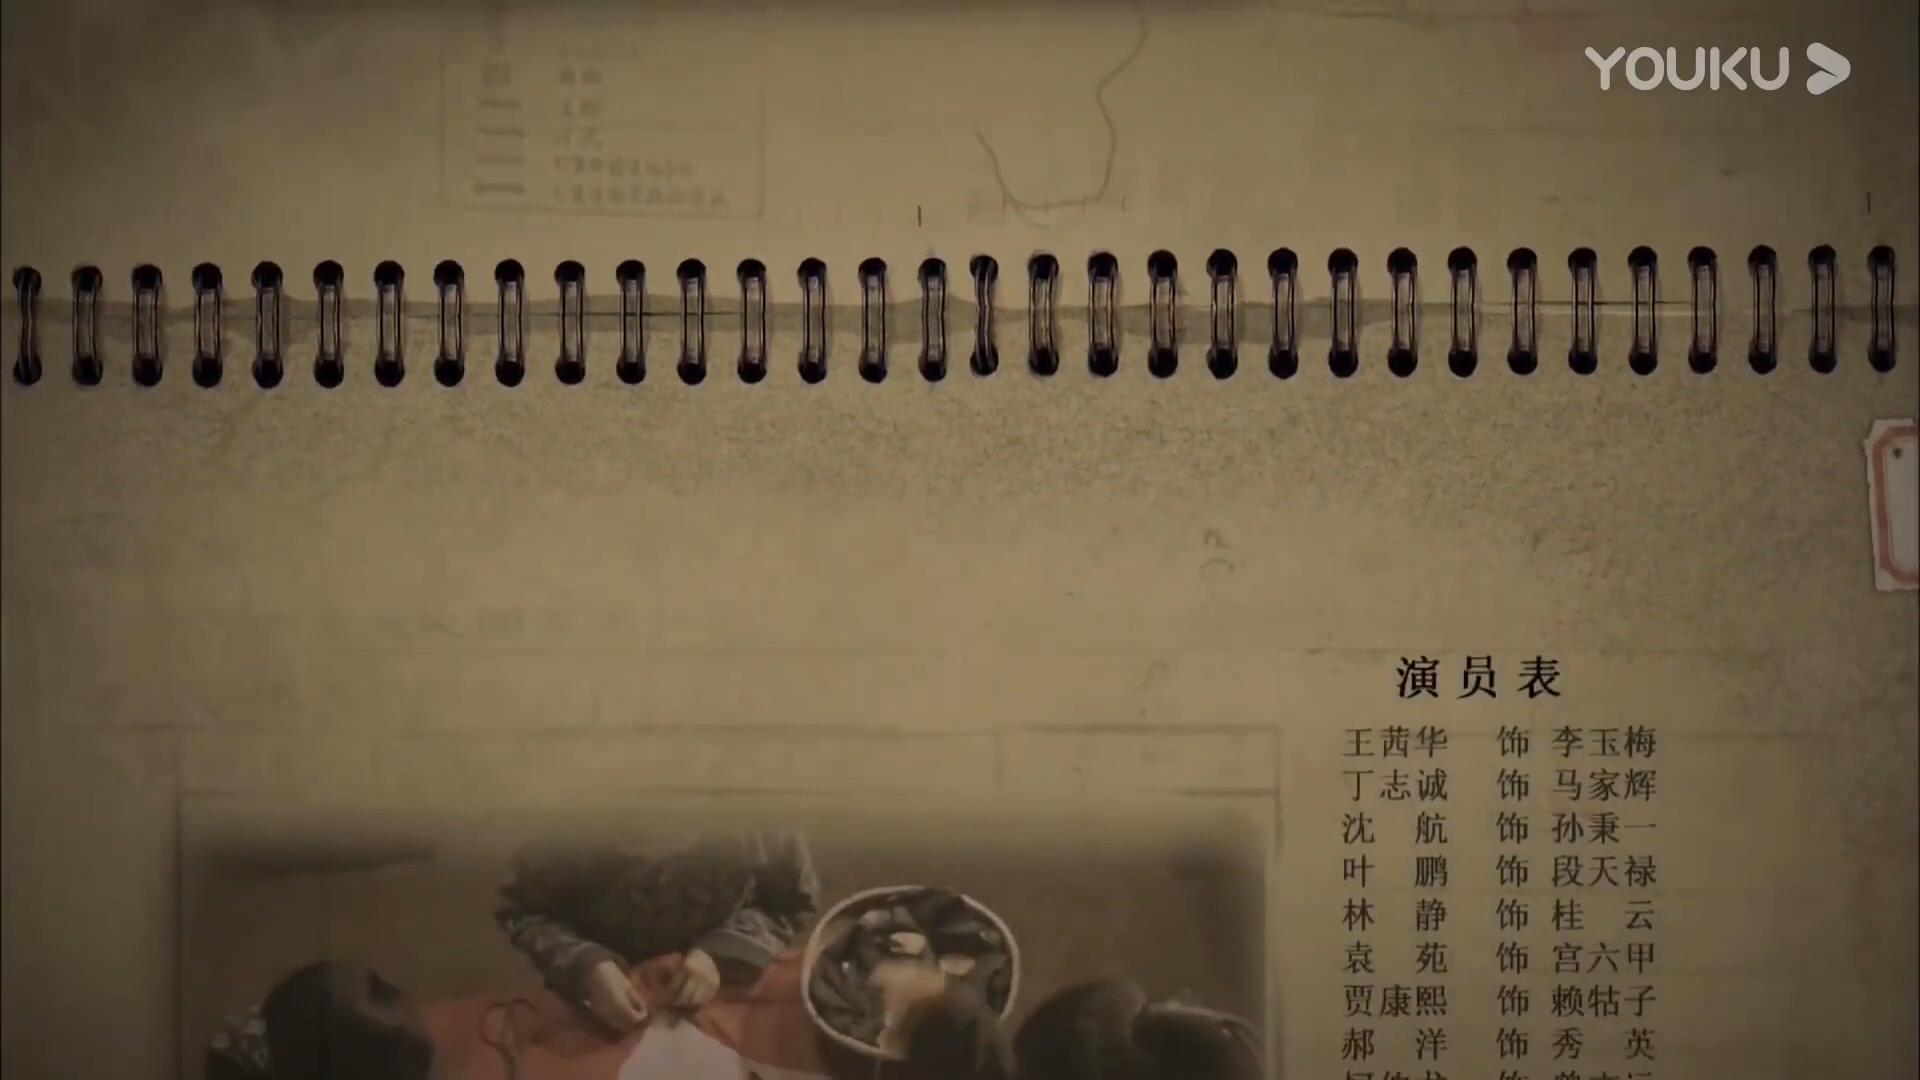 YOUKU
演员表
王茜华 饰 李玉梅
丁志诚 饰 马家辉
沈航 饰 孙秉一
叶鹏 饰 段天禄
林静 饰 桂云
袁苑 饰 宫六甲
贾康熙 饰 赖牯子
郝洋 饰 秀英